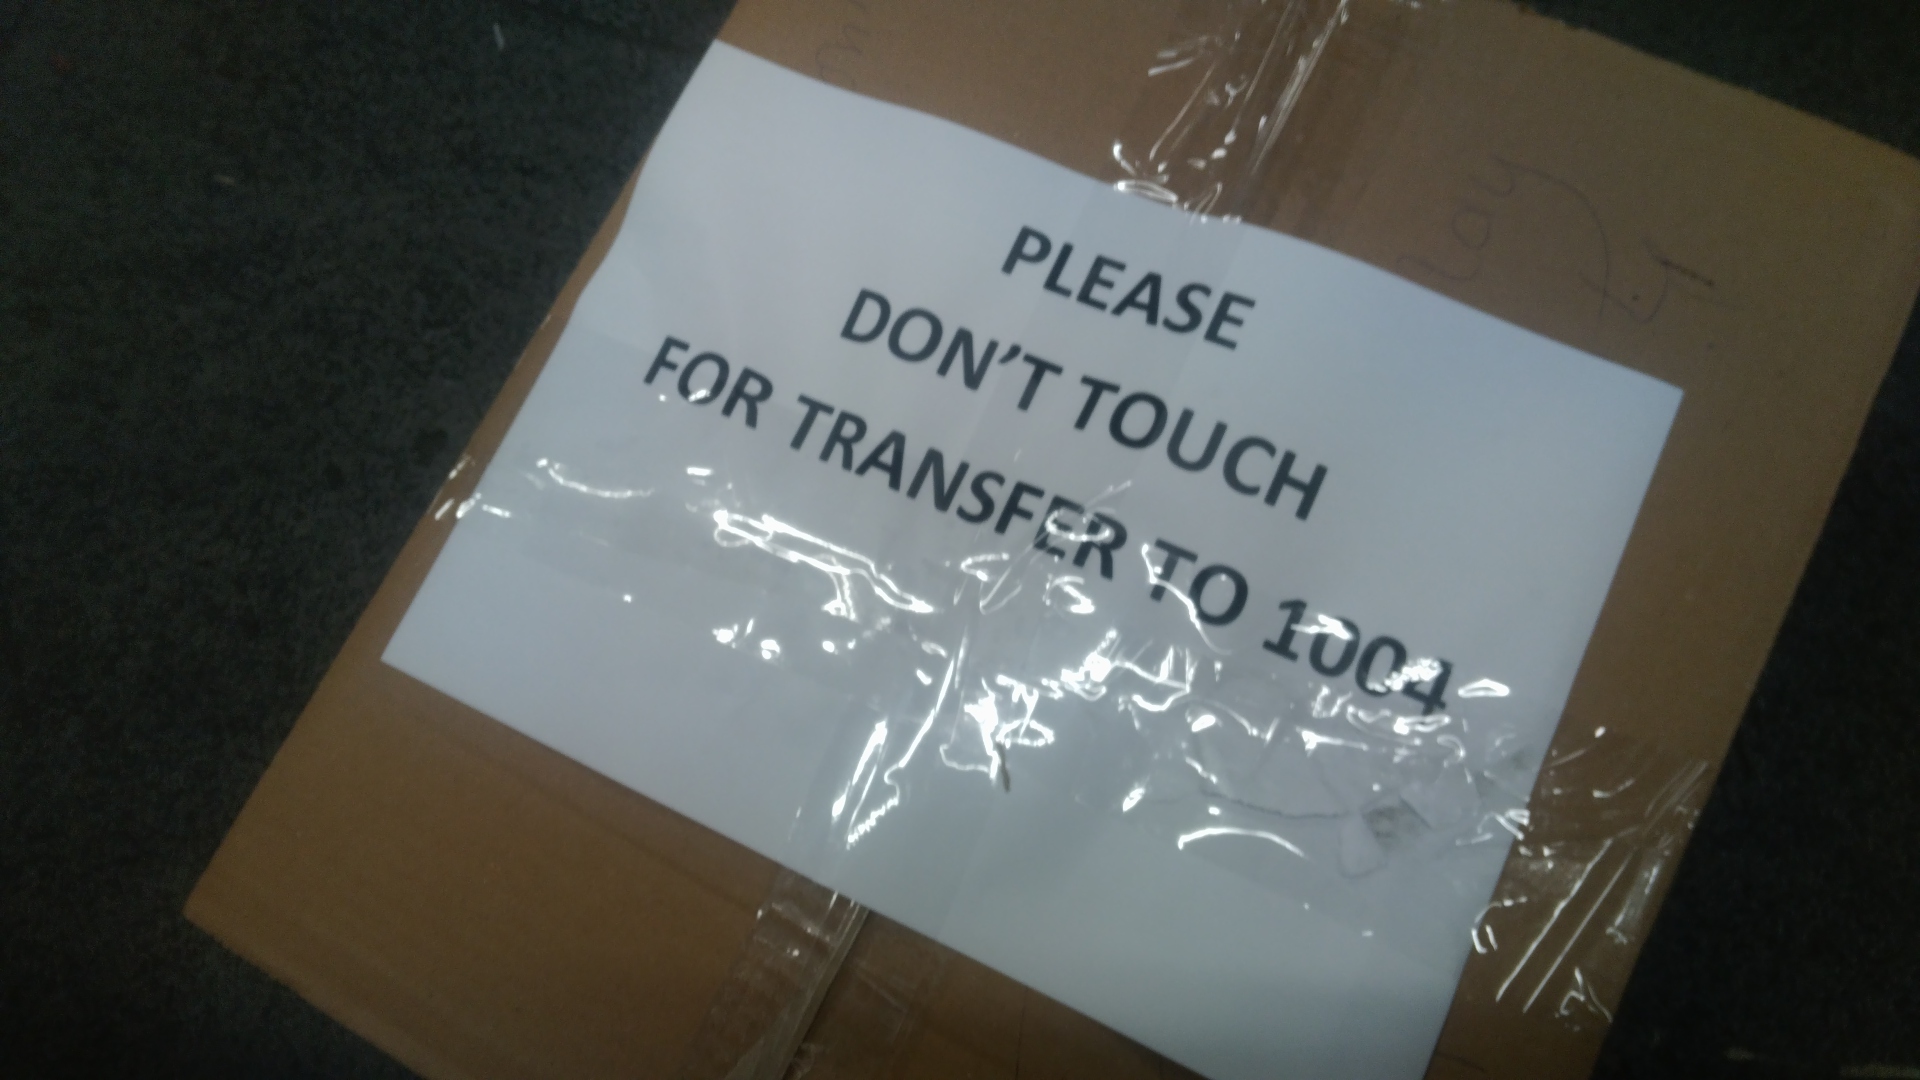 PLEASE
DON'T TOUCH
FOR TRANSFER TO 1004